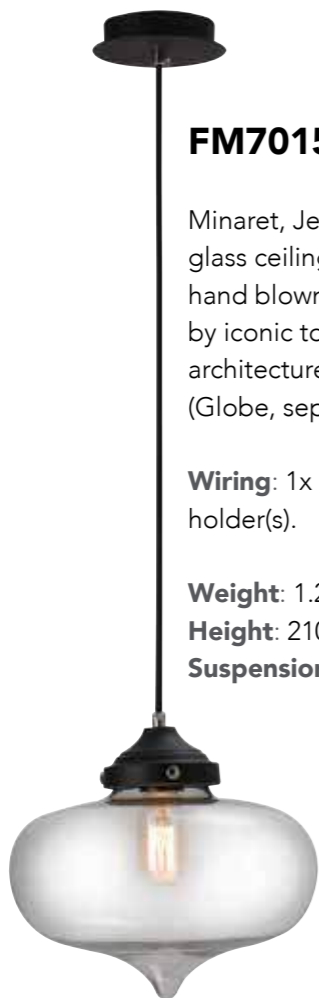 FM7015
Minaret, Je
glass ceiling
hand blown
by iconic to
architecture
(Globe, sep
Wiring: 1x
holder(s).
Weight: 1.2
Height: 210
Suspension